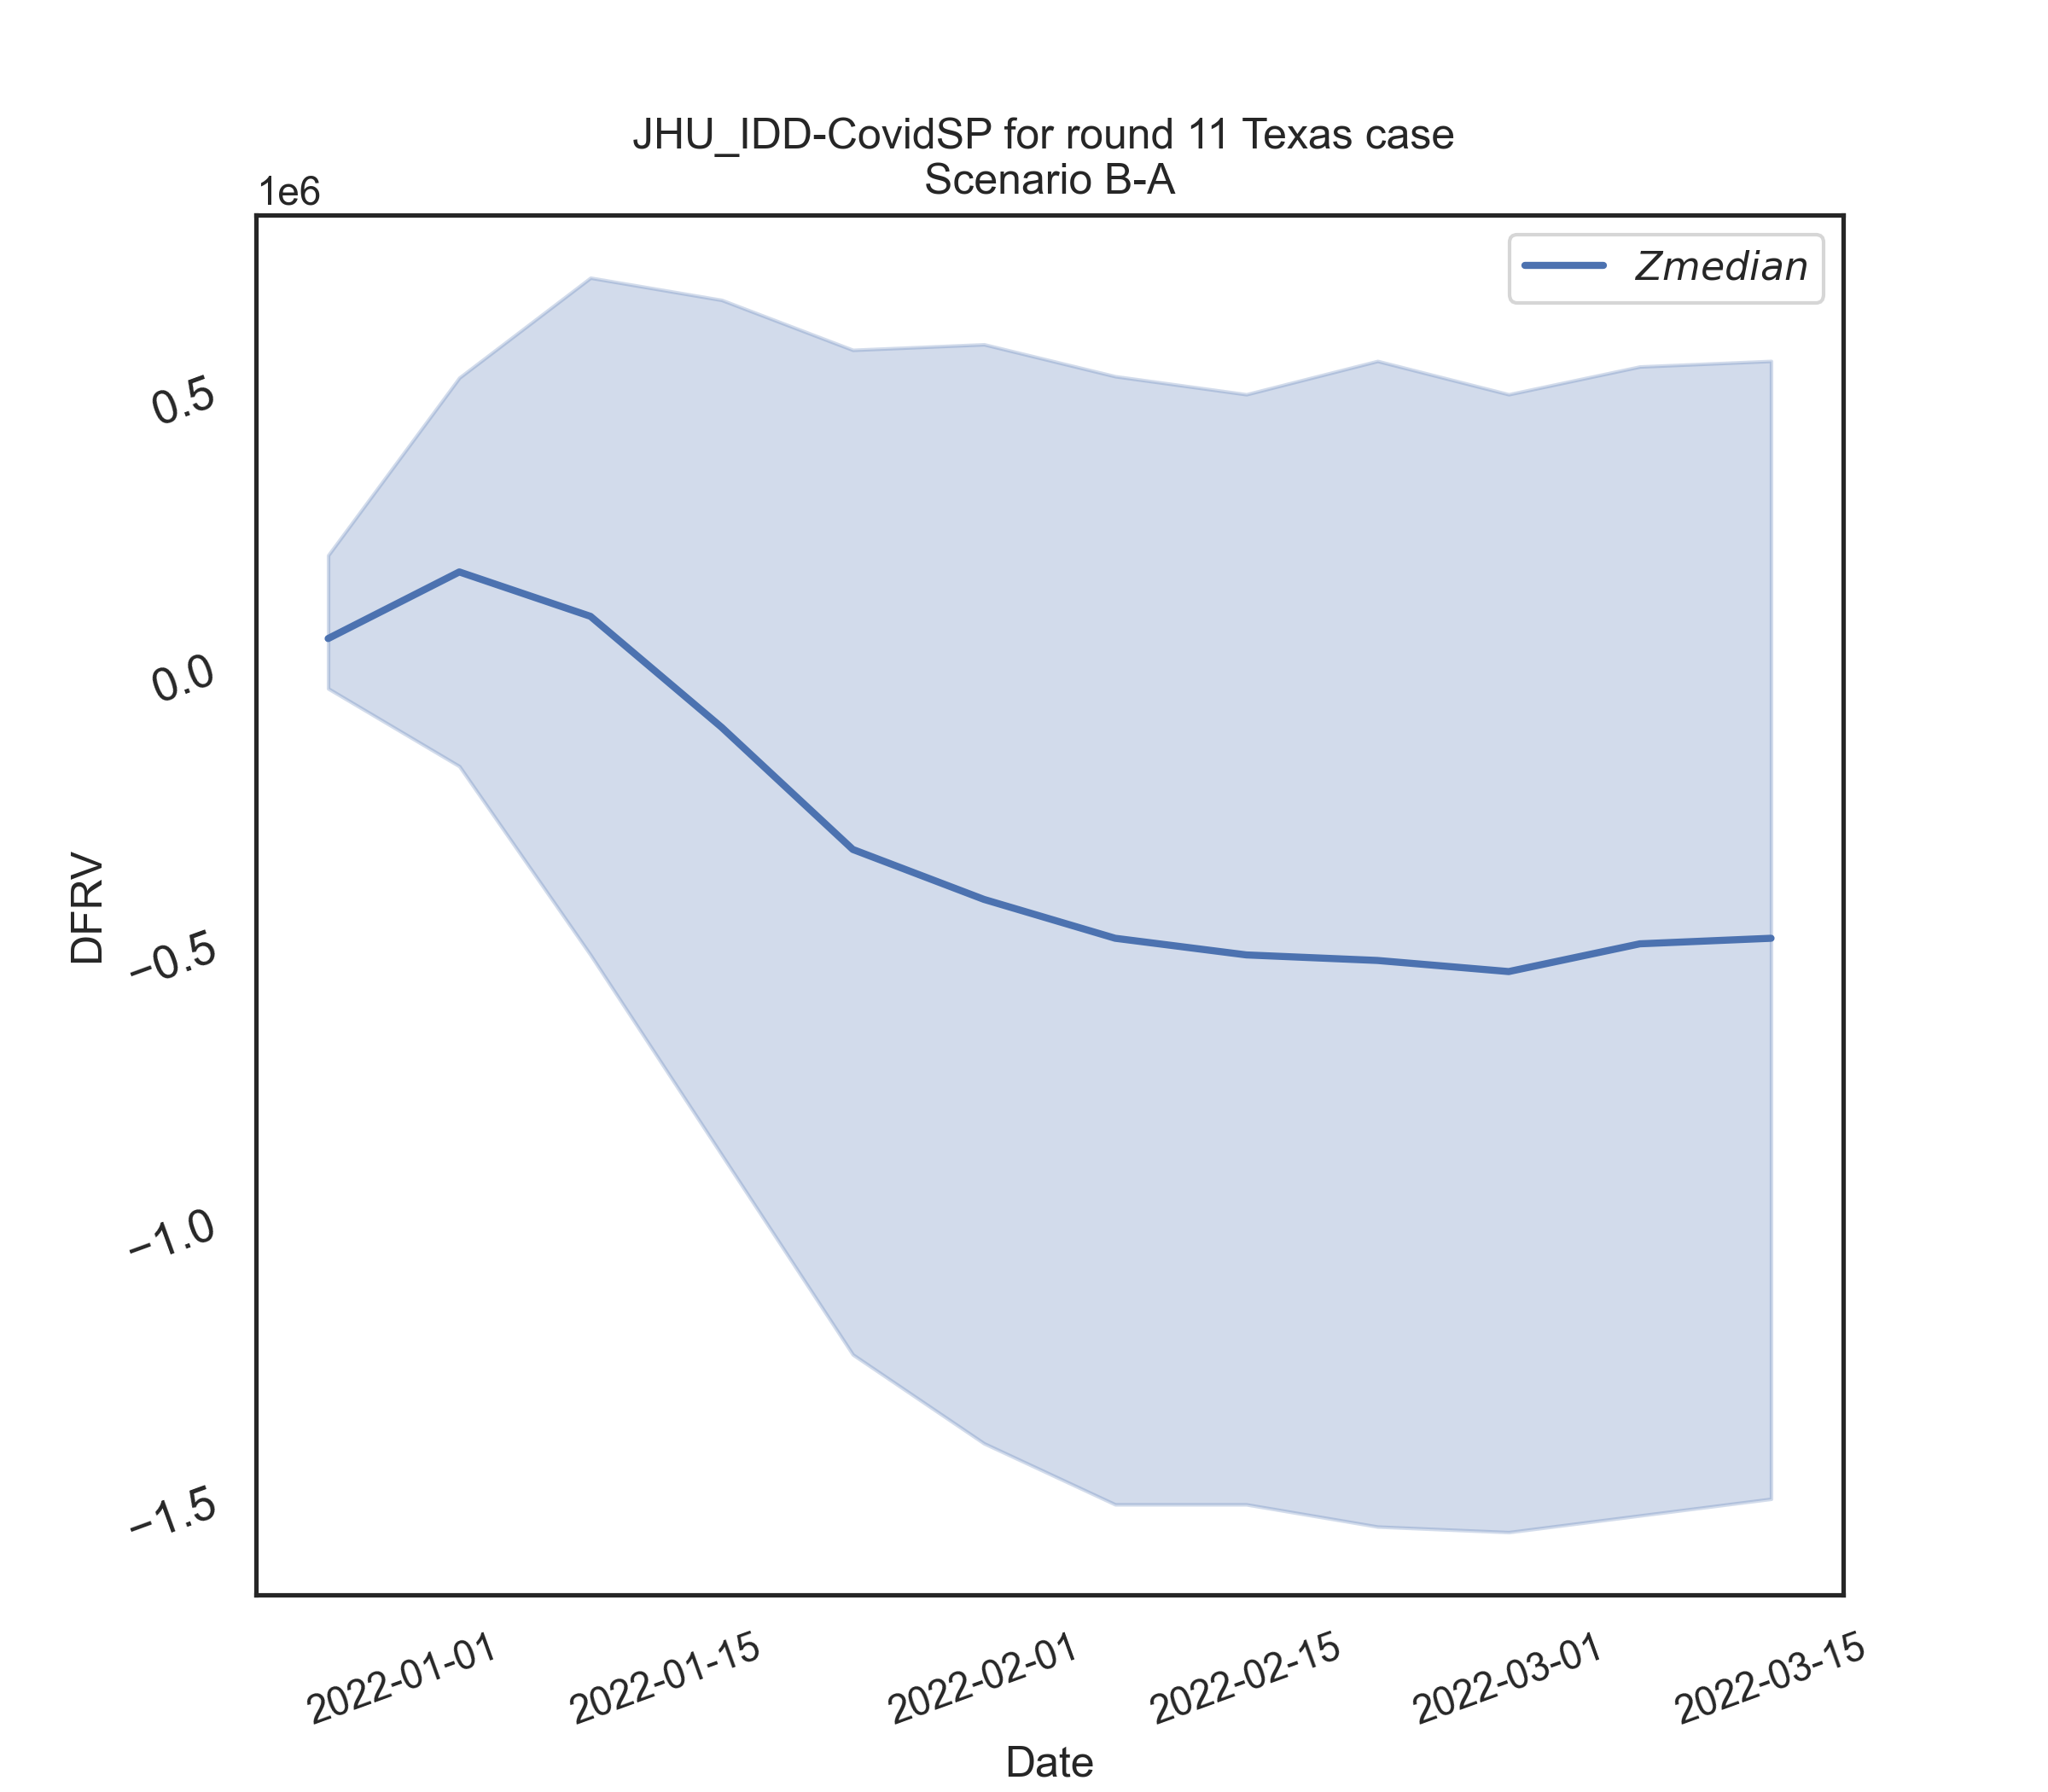 JHU_IDD-CovidSP for round 11 Texas case
Scenario B-A
1e6
Zmedian
0.5
0.0
−0.5
−1.0
−1.5
DFRV
2022-01-01
2022-01-15
2022-02-01
2022-02-15
2022-03-01
2022-03-15
Date